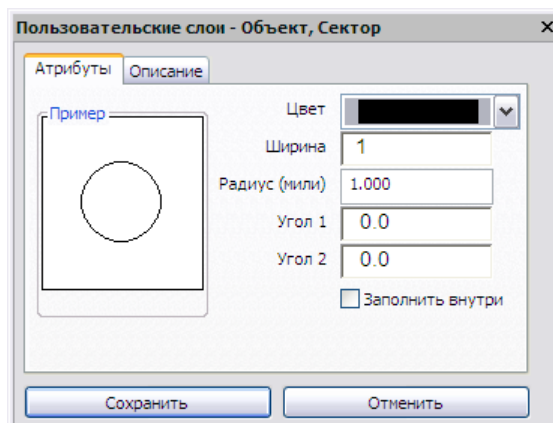 Пользовательские слои - Объект, Сектор
Атрибуты Описание
Пример
Цвет
Ширина 1
Радиус (мили) 1.000
Угол 1 0.0
Угол 2 0.0
Заполнить внутри
Сохранить Отменить